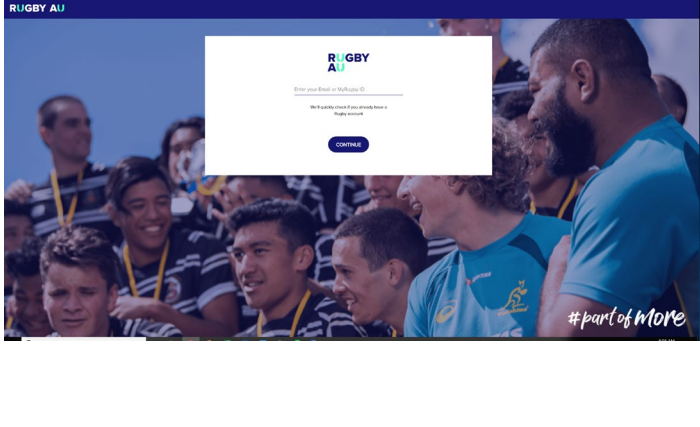 RUGBY AU
RUGBY
AU
Enter your Email or MyRugby ID
We'll quickly check if you already have a
Rugby account
CONTINUE
#partofMore